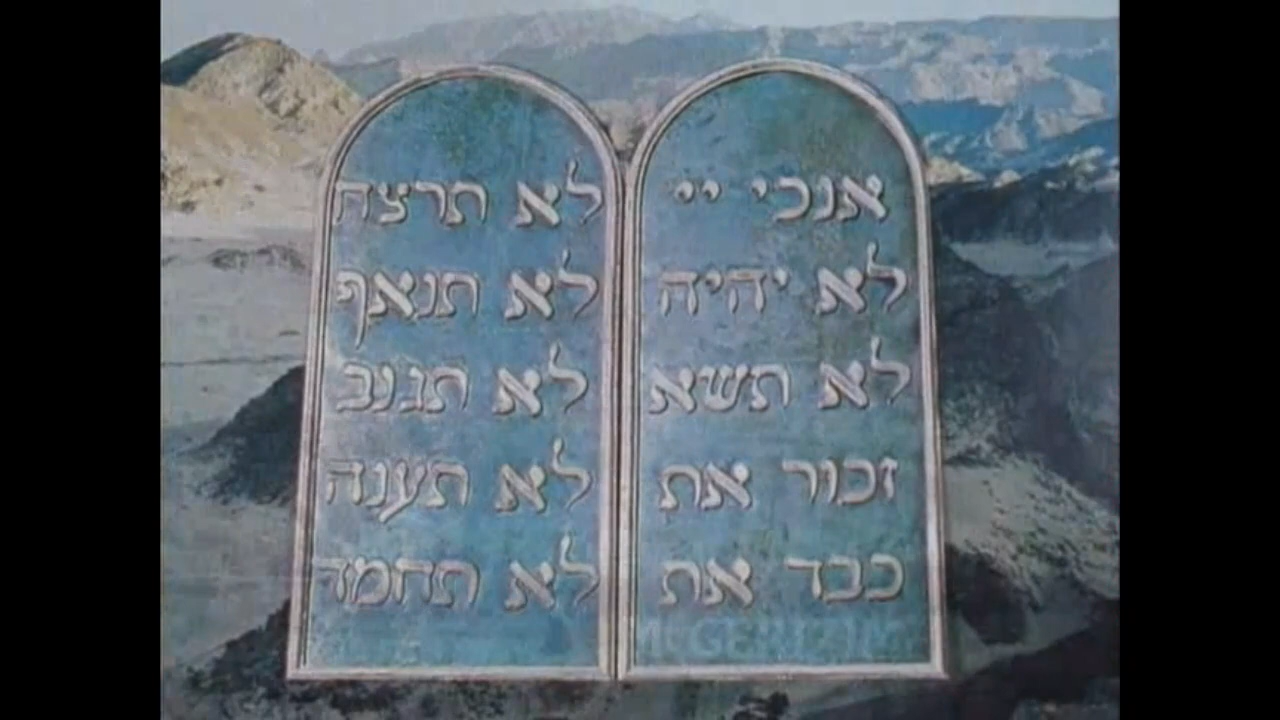 אנכי יי
לא יהיה
לא תשא
זכור את
כבד את
לא תרצח
לא תנאף
לא תגנב
לא תענה
לא תחמד